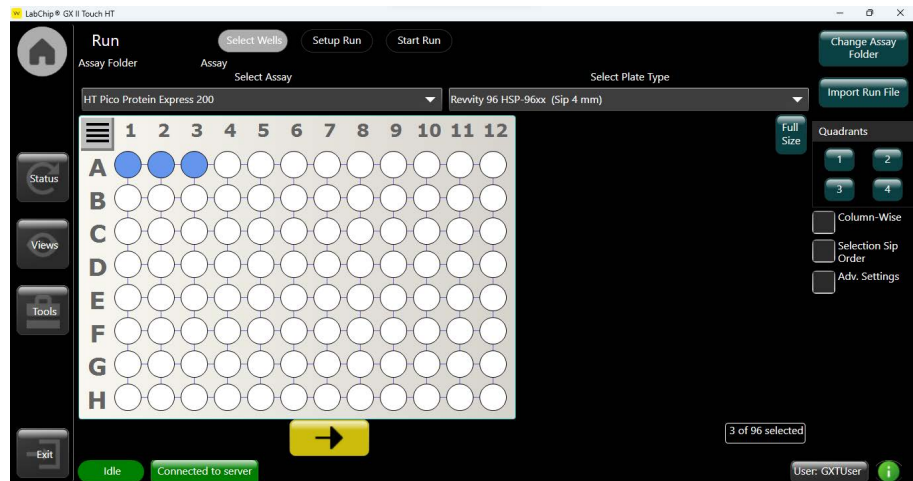 LabChip® GX II Touch HT
Run
Select Wells
Setup Run
Start Run
Change Assay
Folder
Assay Folder
Assay
Select Assay
Select Plate Type
HT Pico Protein Express 200
Revvity 96 HSP-96xx (Sip 4 mm)
Import Run File
1 2 3 4 5 6 7 8 9 10 11 12
Full
Size
Quadrants
A
1 2
Status
B
3 4
C
Column-Wise
Views
Selection Sip
Order
D
Adv. Settings
E
Tools
F
G
H
3 of 96 selected
Exit
Idle
Connected to server
User: GXTUser
i